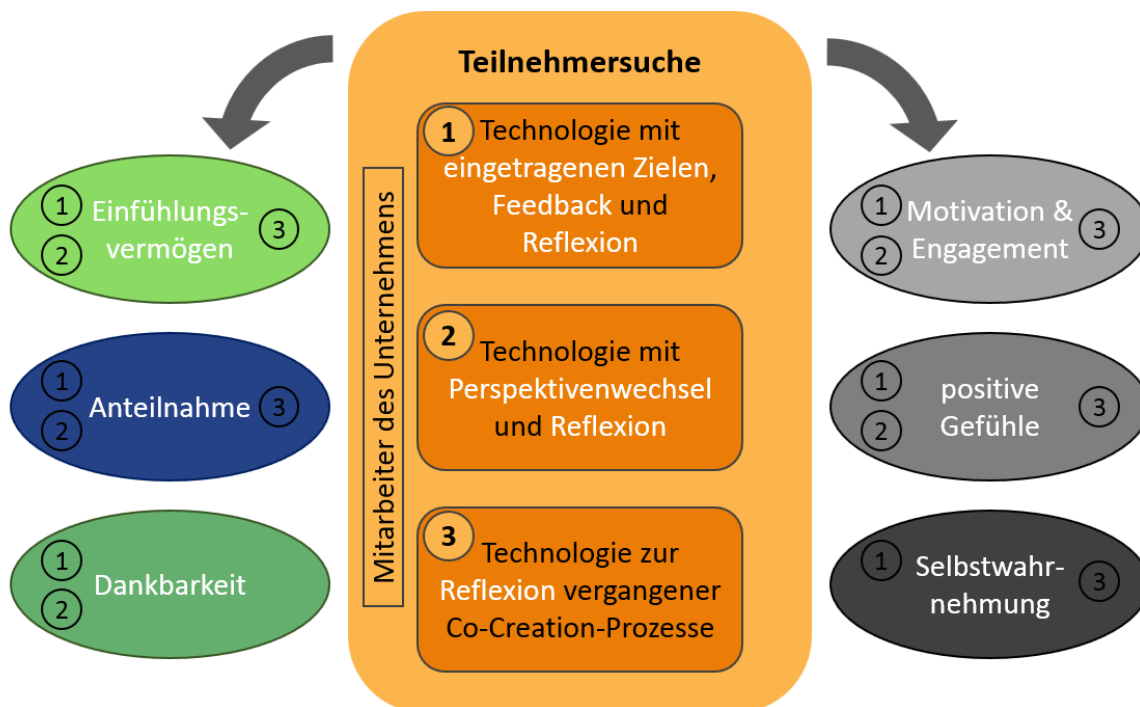 Teilnehmersuche
Mitarbeiter des Unternehmens
1
Technologie mit
eingetragenen Zielen,
Feedback und
Reflexion
2
Technologie mit
Perspektivenwechsel
und Reflexion
3
Technologie zur
Reflexion vergangener
Co-Creation-Prozesse
1
2
Einfühlungs-
vermögen
3
1
2
Anteilnahme
3
1
2
Dankbarkeit
1
2
Motivation &
Engagement
3
1
2
positive
Gefühle
3
1
Selbstwahr-
nehmung
3